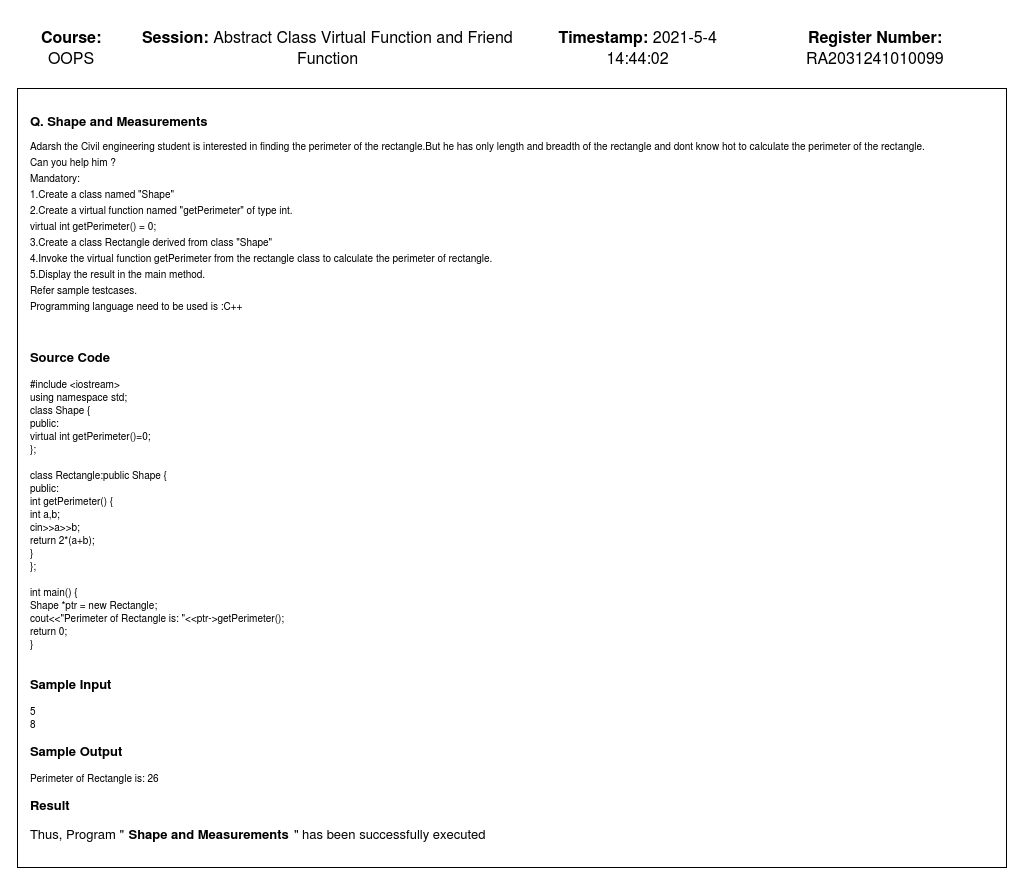 Course:
OOPS
Session: Abstract Class Virtual Function and Friend
Function
Timestamp: 2021-5-4
14:44:02
Register Number:
RA2031241010099
Q. Shape and Measurements
Adarsh the Civil engineering student is interested in finding the perimeter of the rectangle.But he has only length and breadth of the rectangle and dont know hot to calculate the perimeter of the rectangle.
Can you help him ?
Mandatory:
1.Create a class named "Shape"
2.Create a virtual function named "getPerimeter" of type int.
virtual int getPerimeter() = 0;
3.Create a class Rectangle derived from class "Shape"
4.Invoke the virtual function getPerimeter from the rectangle class to calculate the perimeter of rectangle.
5.Display the result in the main method.
Refer sample testcases.
Programming language need to be used is :C++
Source Code
#include <iostream>
using namespace std;
class Shape {
public:
virtual int getPerimeter()=0;
};
class Rectangle:public Shape {
public:
int getPerimeter() {
int a,b;
cin>>a>>b;
return 2*(a+b);
}
};
int main() {
Shape *ptr = new Rectangle;
cout<<"Perimeter of Rectangle is: "<<ptr->getPerimeter();
return 0;
}
Sample Input
5
8
Sample Output
Perimeter of Rectangle is: 26
Result
Thus, Program " Shape and Measurements " has been successfully executed